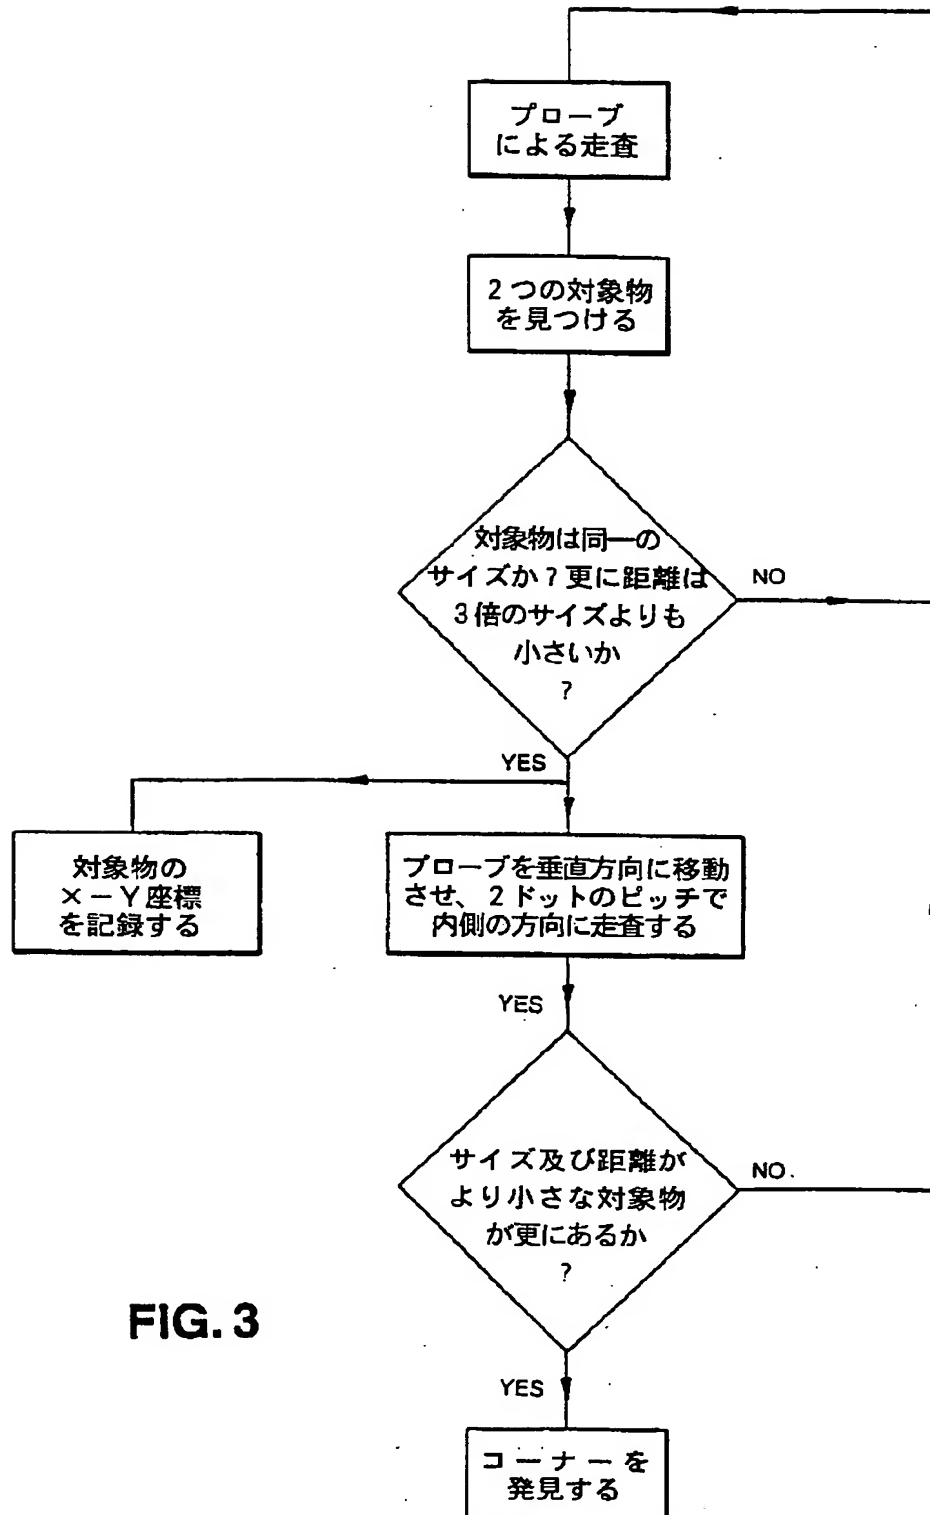 プローブ
による走査
2つの対象物
を見つける
対象物は同一の
サイズか?更に距離は
3倍のサイズよりも
小さいか
?
NO
YES
対象物の
X-Y座標
を記録する
プローブを垂直方向に移動
させ、2ドットのピッチで
内側の方向に走査する
YES
サイズ及び距離が
より小さな対象物
が更にあるか
?
NO.
FIG. 3
YES
コーナーを
発見する